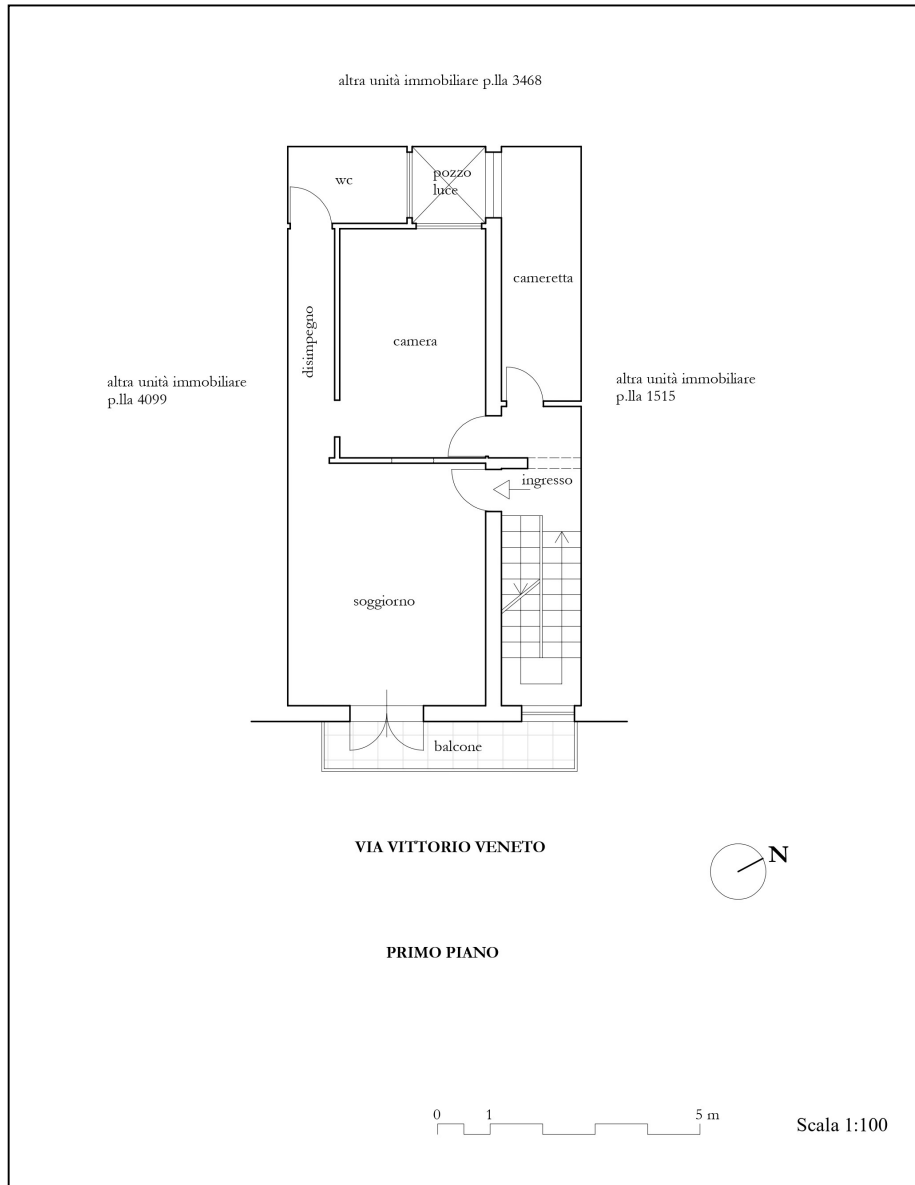 altra unità immobiliare p.lla 3468
wc
pozzo
luce
cameretta
disimpegno
camera
altra unità immobiliare
p.lla 4099
altra unità immobiliare
p.lla 1515
ingresso
soggiorno
balcone
VIA VITTORIO VENETO
N
PRIMO PIANO
0 1 5 m
Scala 1:100